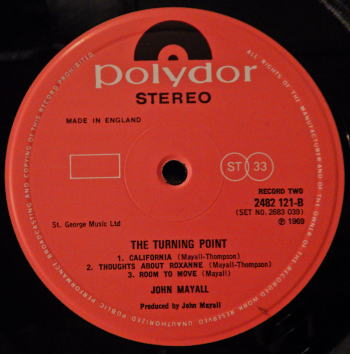 polydor
STEREO
MADE IN ENGLAND
ST 33
RECORD TWO
2482 121-B
(SET NO. 2683 039)
℗ 1969
St. George Music Ltd
THE TURNING POINT
1. CALIFORNIA (Mayall-Thompson)
2. THOUGHTS ABOUT ROXANNE (Mayall-Thompson)
3. ROOM TO MOVE (Mayall)
JOHN MAYALL
Produced by John Mayall
ALL RIGHTS OF THE MANUFACTURER AND OF THE OWNER OF THE RECORDED WORK RESERVED UNAUTHORISED PUBLIC PERFORMANCE BROADCASTING AND COPYING OF THIS RECORD PROHIBITED